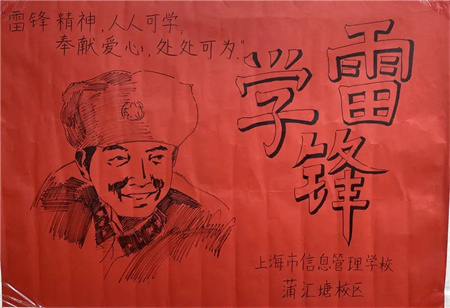 雷锋精神,人人可学,
奉献爱心,处处可为"
学
雷
锋
上海市信息管理学校
蒲汇塘校区